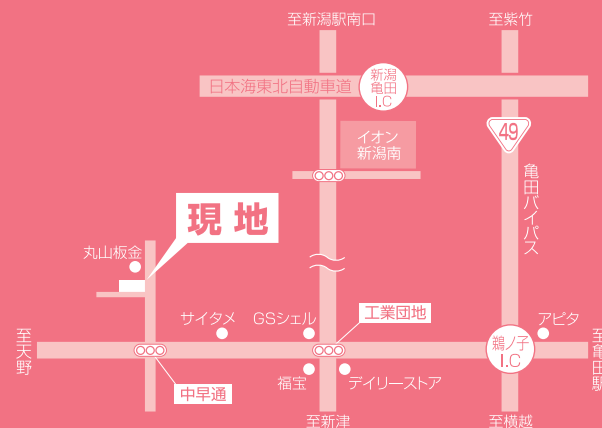 至新潟駅南口
至紫竹
日本海東北自動車道
新潟
亀田
I.C
49
イオン
新潟南
亀田バイパス
現地
丸山板金
サイタメ
GSシェル
工業団地
アピタ
至天野
鵜ノ子
I.C
至亀田駅
中早通
福宝
デイリーストア
至新津
至横越